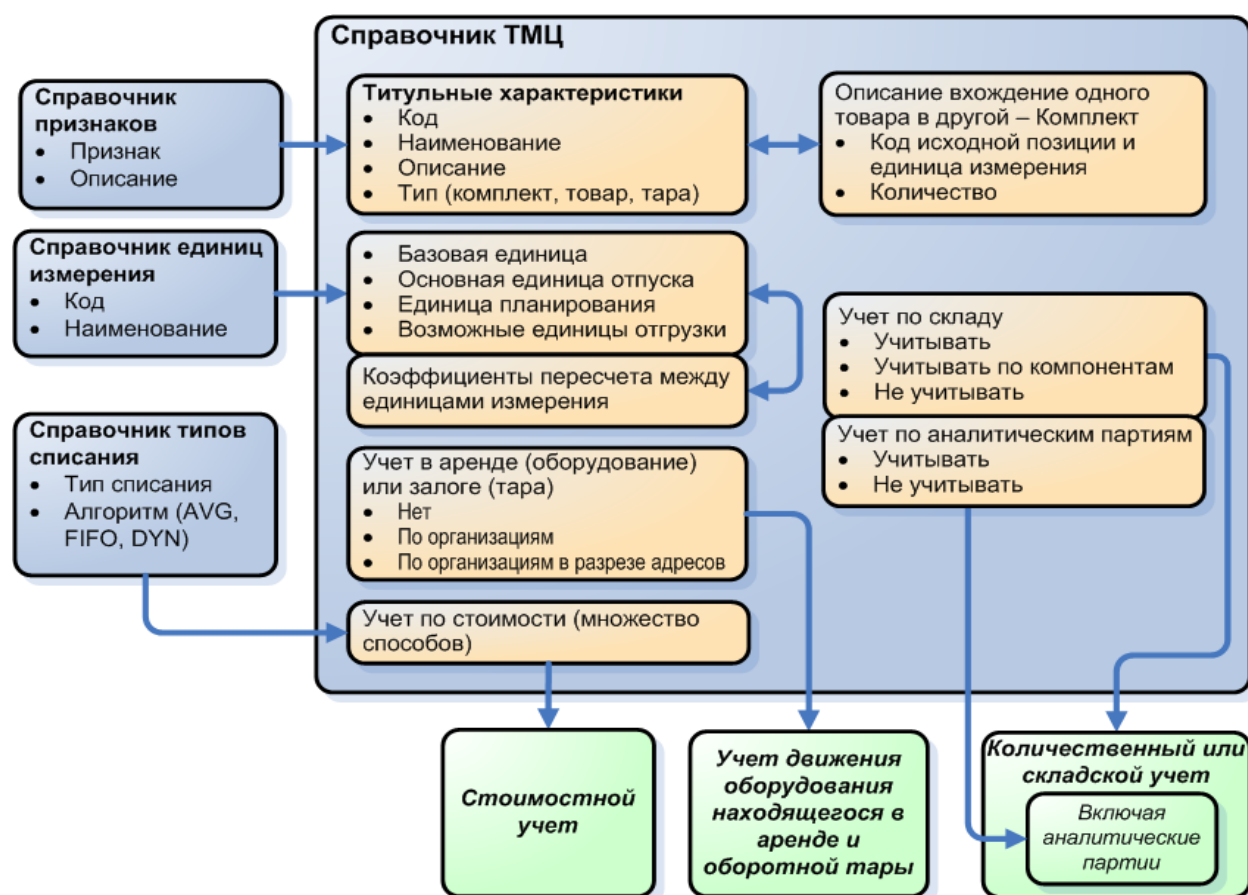 Справочник ТМЦ
Справочник
признаков
• Признак
• Описание
Титульные характеристики
• Код
• Наименование
• Описание
• Тип (комплект, товар, тара)
Описание вхождение одного
товара в другой – Комплект
• Код исходной позиции и
единица измерения
• Количество
Справочник единиц
измерения
• Код
• Наименование
• Базовая единица
• Основная единица отпуска
• Единица планирования
• Возможные единицы отгрузки
Коэффициенты пересчета между
единицами измерения
Учет по складу
• Учитывать
• Учитывать по компонентам
• Не учитывать
Учет по аналитическим партиям
• Учитывать
• Не учитывать
Справочник типов
списания
• Тип списания
• Алгоритм (AVG,
FIFO, DYN)
Учет в аренде (оборудование)
или залоге (тара)
• Нет
• По организациям
• По организациям в разрезе адресов
Учет по стоимости (множество
способов)
Стоимостной
учет
Учет движения
оборудования
находящегося в
аренде и
оборотной тары
Количественный или
складской учет
Включая
аналитические
партии